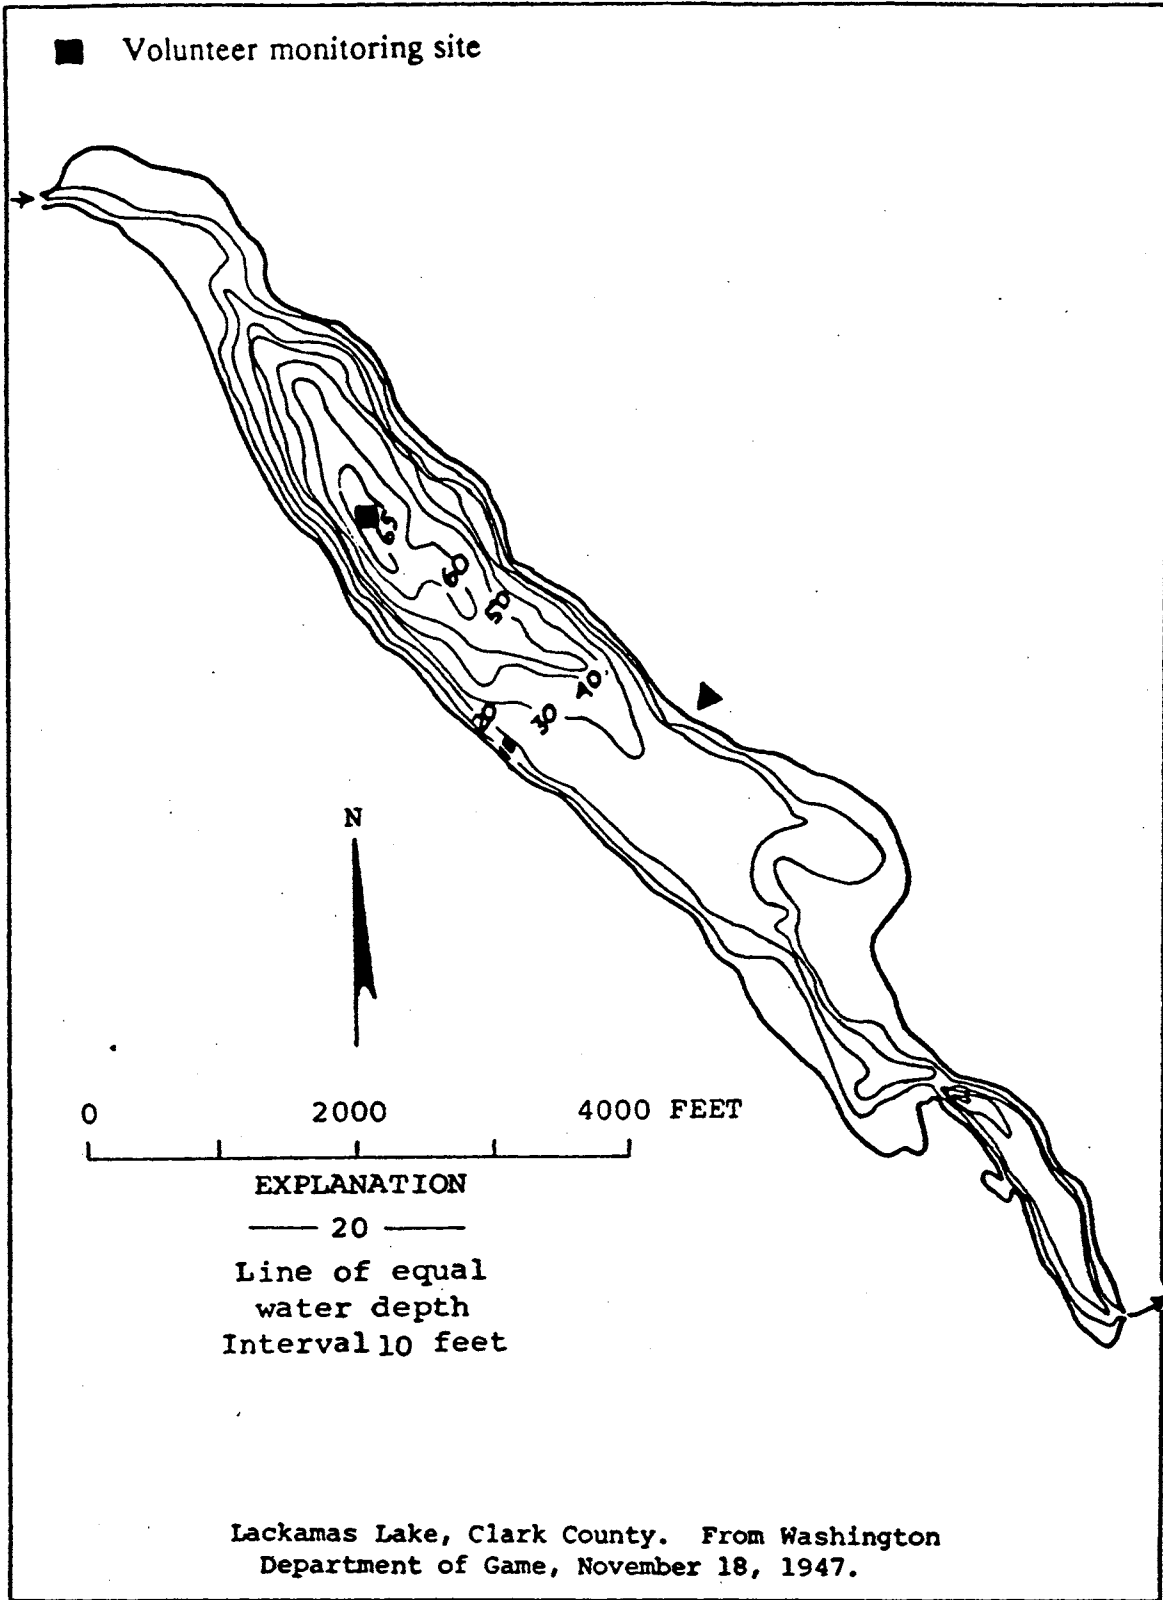 Volunteer monitoring site
65
60
50
40
30
20
N
0 2000 4000 FEET
EXPLANATION
20
Line of equal
water depth
Interval 10 feet
Lackamas Lake, Clark County. From Washington
Department of Game, November 18, 1947.